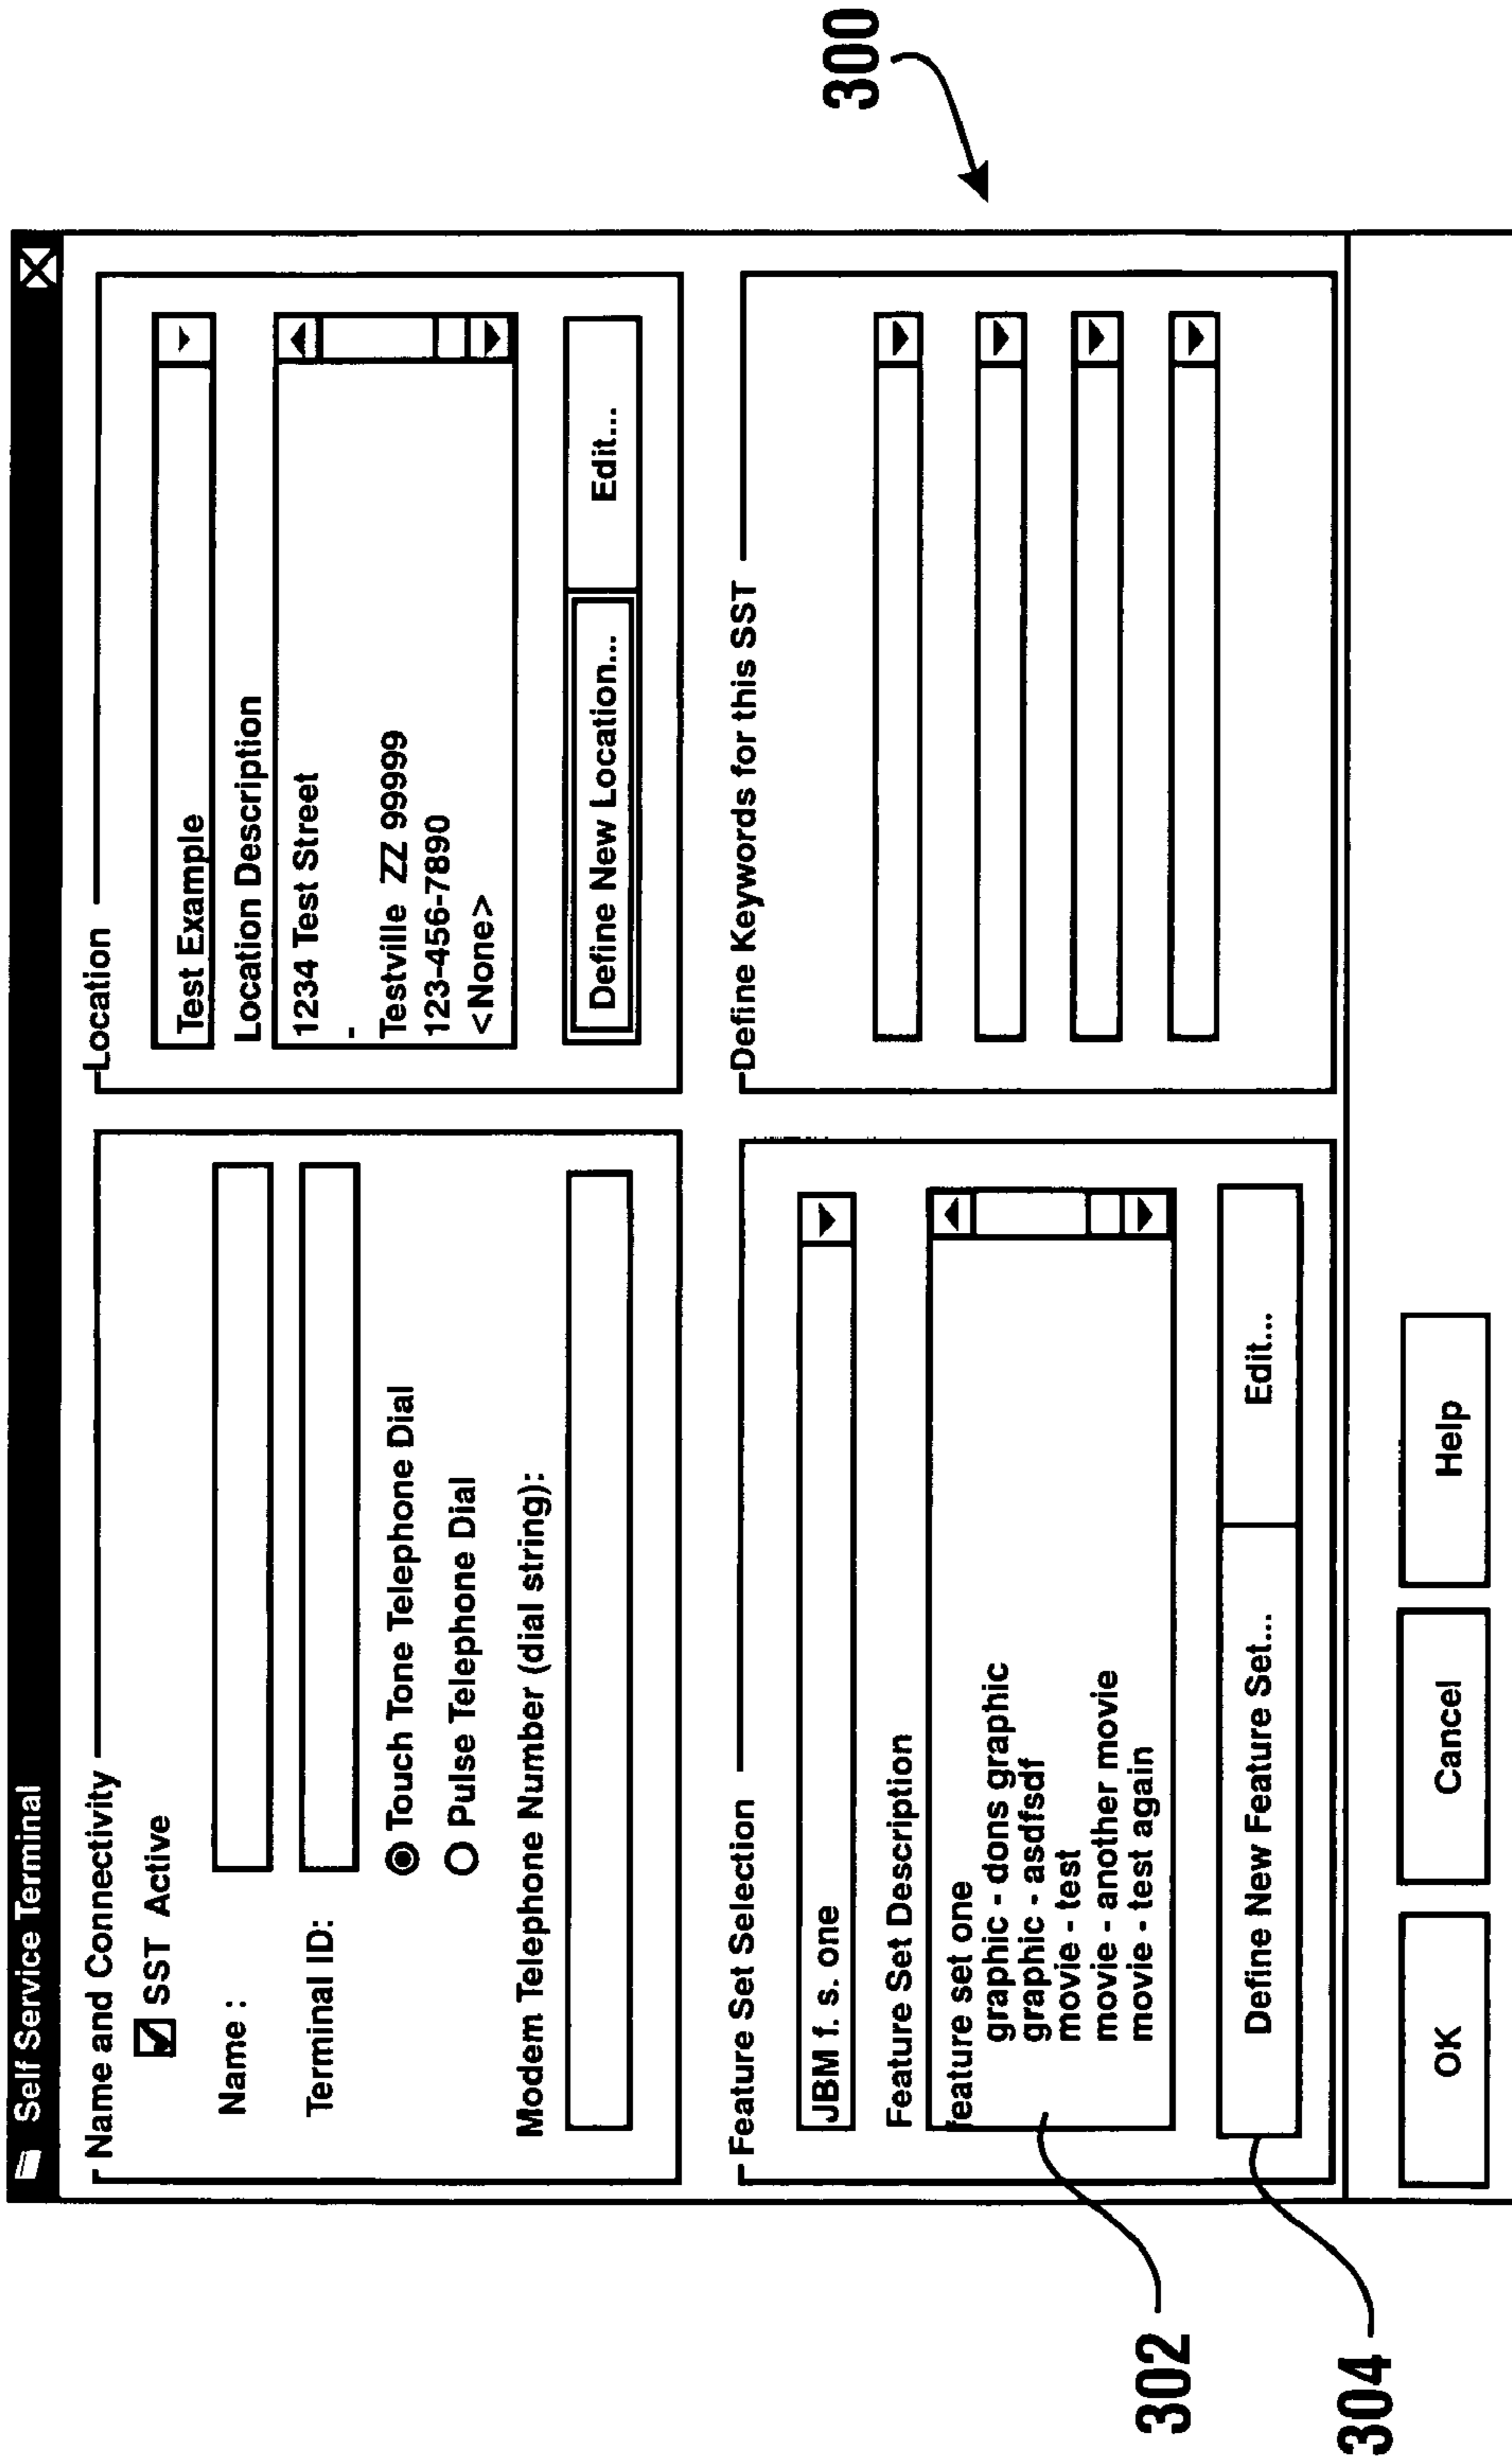 Self Service Terminal
Name and Connectivity
SST Active
Name :
Terminal ID:
Touch Tone Telephone Dial
Pulse Telephone Dial
Modem Telephone Number (dial string):
Location
Test Example
Location Description
1234 Test Street
-
Testville ZZ 99999
123-456-7890
<None>
Define New Location...
Edit...
Feature Set Selection
JBM f. s. one
Feature Set Description
feature set one
graphic - dons graphic
graphic - asdfsdf
movie - test
movie - another movie
movie - test again
Define New Feature Set...
Edit...
Define Keywords for this SST
OK
Cancel
Help
300
302
304